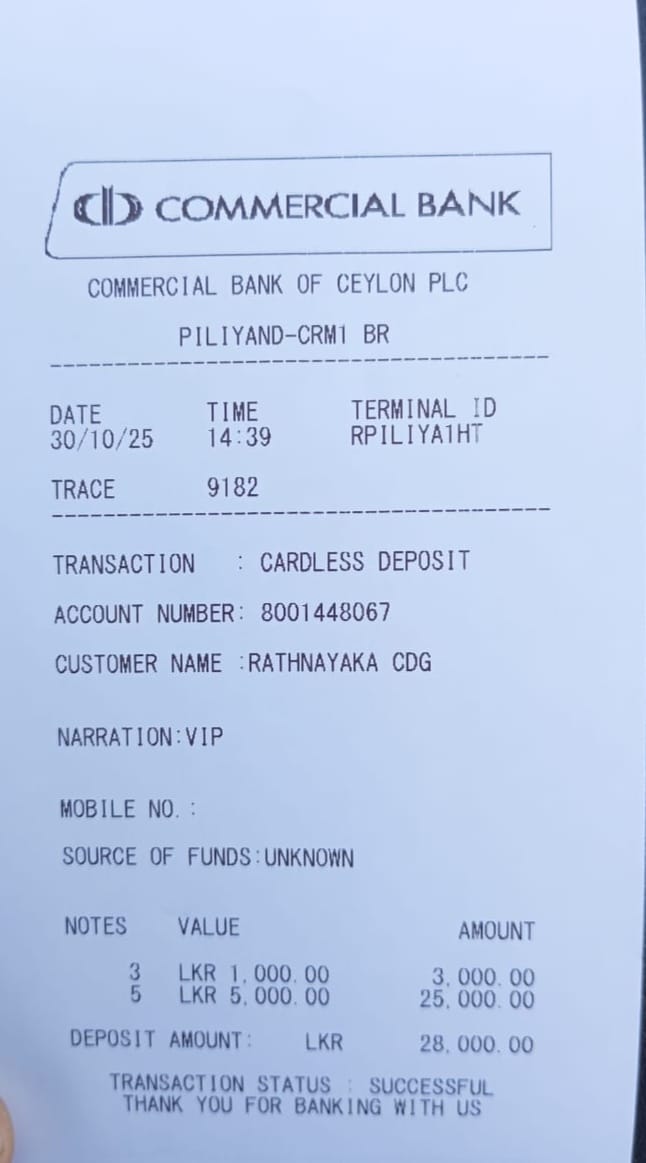 COMMERCIAL BANK
COMMERCIAL BANK OF CEYLON PLC
PILIYAND-CRM1 BR
DATE TIME TERMINAL ID
30/10/25 14:39 RPILIYA1HT
TRACE 9182
TRANSACTION : CARDLESS DEPOSIT
ACCOUNT NUMBER: 8001448067
CUSTOMER NAME :RATHNAYAKA CDG
NARRATION:VIP
MOBILE NO. :
SOURCE OF FUNDS:UNKNOWN
NOTES VALUE AMOUNT
3 LKR 1,000.00 3,000.00
5 LKR 5,000.00 25,000.00
DEPOSIT AMOUNT: LKR 28,000.00
TRANSACTION STATUS : SUCCESSFUL
THANK YOU FOR BANKING WITH US